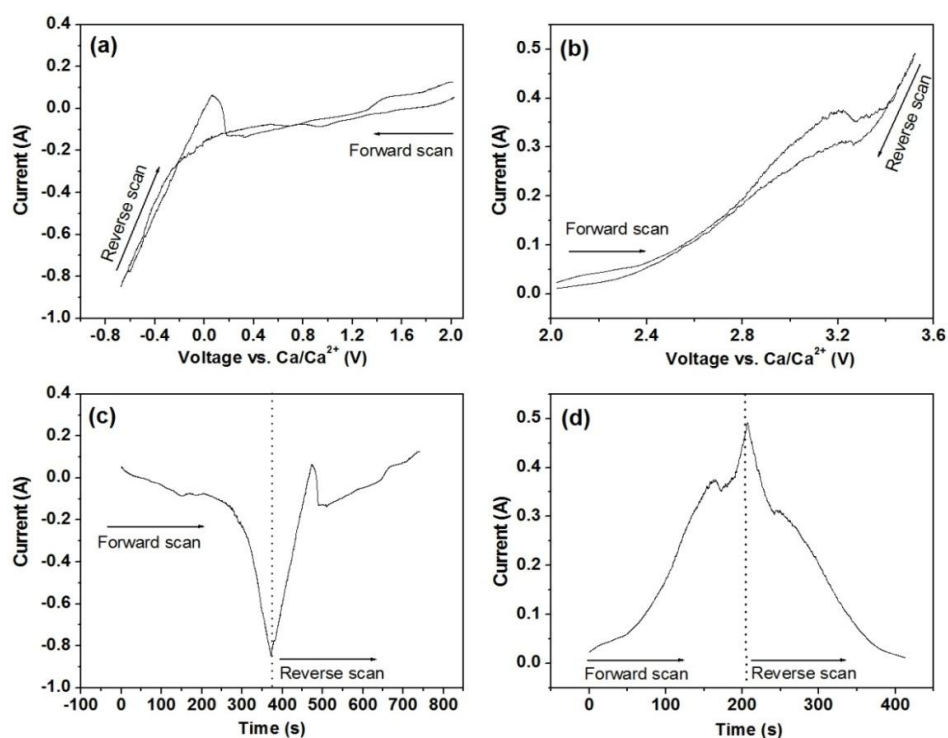 (a)
0.4
0.2
0.0
-0.2
-0.4
-0.6
-0.8
-1.0
Current (A)
Reverse scan
Forward scan
-0.8 -0.4 0.0 0.4 0.8 1.2 1.6 2.0
Voltage vs. Ca/Ca²⁺ (V)
(b)
0.5
0.4
0.3
0.2
0.1
0.0
Current (A)
Forward scan
Reverse scan
2.0 2.4 2.8 3.2 3.6
Voltage vs. Ca/Ca²⁺ (V)
(c)
0.4
0.2
0.0
-0.2
-0.4
-0.6
-0.8
-1.0
Current (A)
Forward scan
Reverse scan
-100 0 100 200 300 400 500 600 700 800
Time (s)
(d)
0.5
0.4
0.3
0.2
0.1
0.0
Current (A)
Forward scan
Reverse scan
0 100 200 300 400
Time (s)